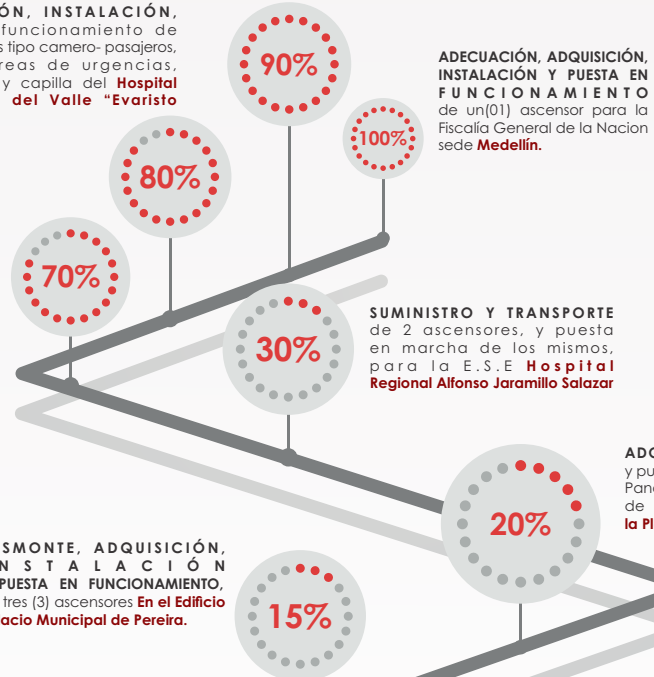 ÓN, INSTALACIÓN,
funcionamiento de
s tipo camero- pasajeros,
reas de urgencias,
y capilla del Hospital
del Valle "Evaristo
90%
ADECUACIÓN, ADQUISICIÓN,
INSTALACIÓN Y PUESTA EN
FUNCIONAMIENTO
de un(01) ascensor para la
Fiscalía General de la Nacion
sede Medellín.
100%
80%
70%
30%
SUMINISTRO Y TRANSPORTE
de 2 ascensores, y puesta
en marcha de los mismos,
para la E.S.E Hospital
Regional Alfonso Jaramillo Salazar
20%
ADQ
y pu
Pand
de
la Pl
SMONTE, ADQUISICIÓN,
NSTALACIÓN
PUESTA EN FUNCIONAMIENTO,
tres (3) ascensores En el Edificio
acio Municipal de Pereira.
15%